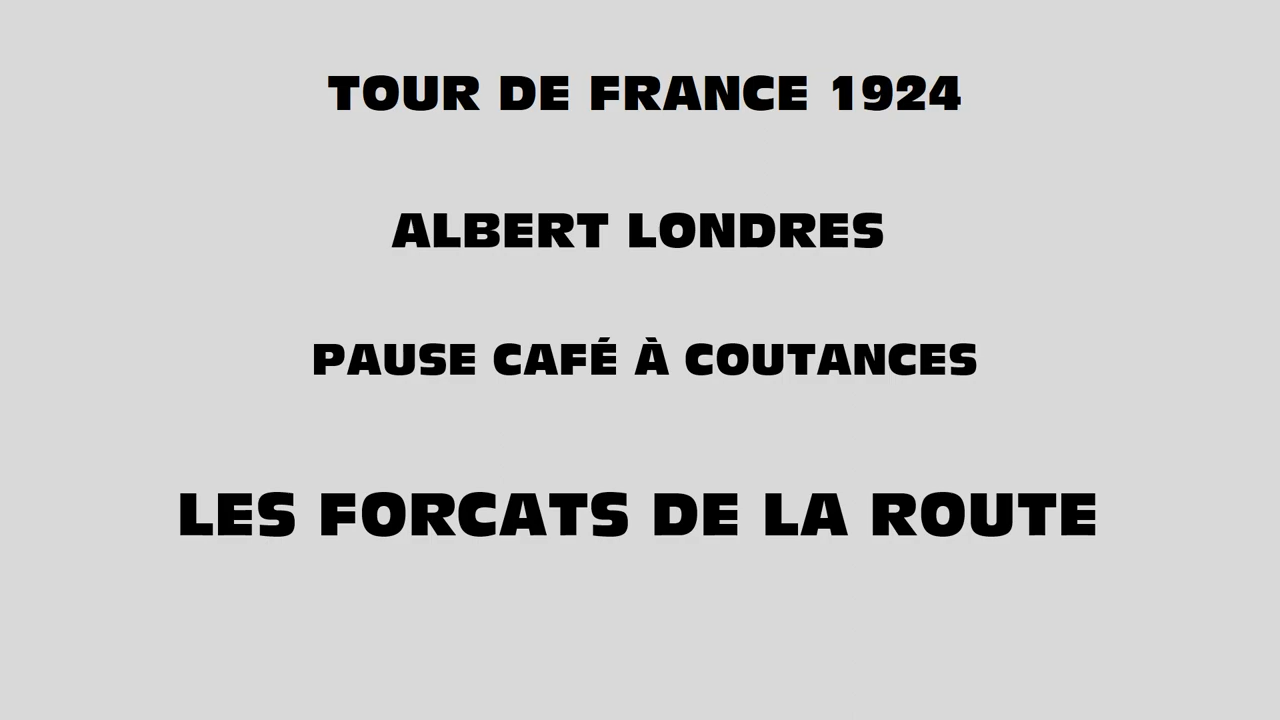 TOUR DE FRANCE 1924
ALBERT LONDRES
PAUSE CAFÉ À COUTANCES
LES FORCATS DE LA ROUTE